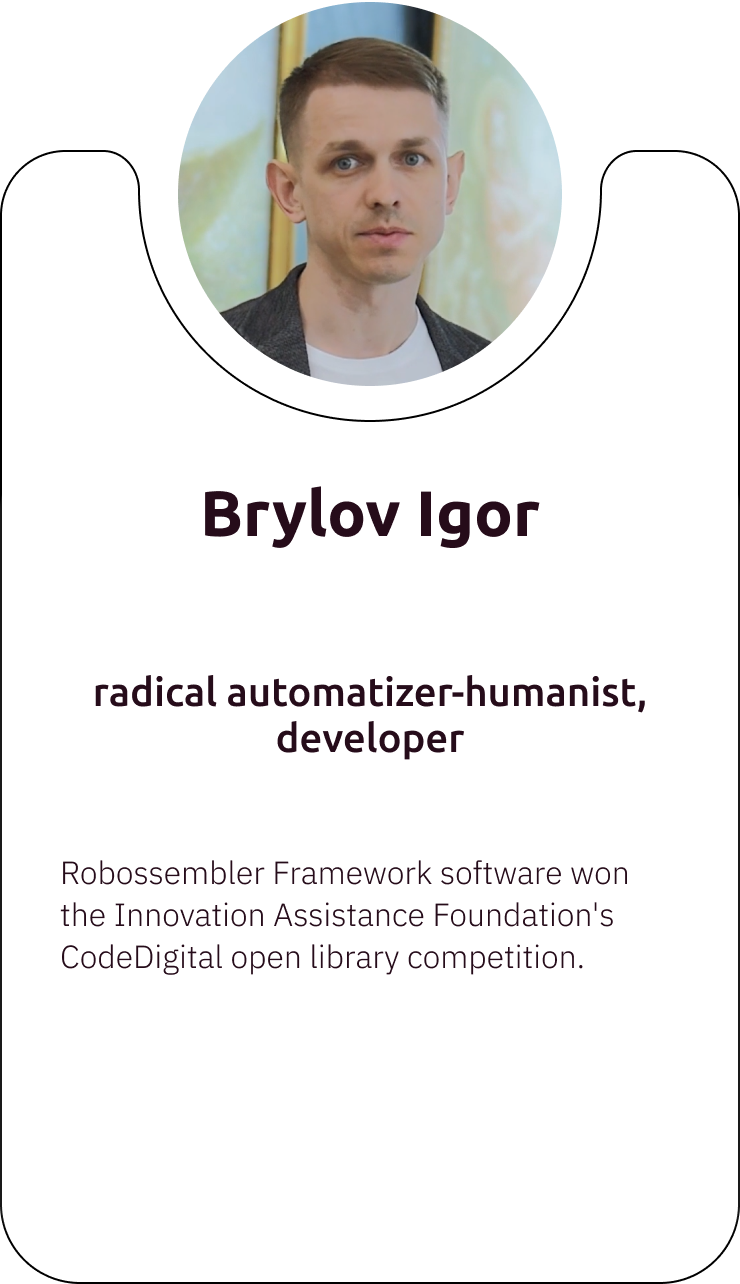 Brylov Igor
radical automatizer-humanist,
developer
Robossembler Framework software won
the Innovation Assistance Foundation's
CodeDigital open library competition.